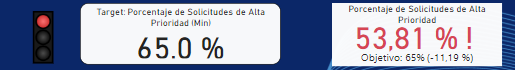 Target: Porcentaje de Solicitudes de Alta
Prioridad (Min)
65.0 %
Porcentaje de Solicitudes de Alta
Prioridad
53,81 % !
Objetivo: 65% (-11,19 %)